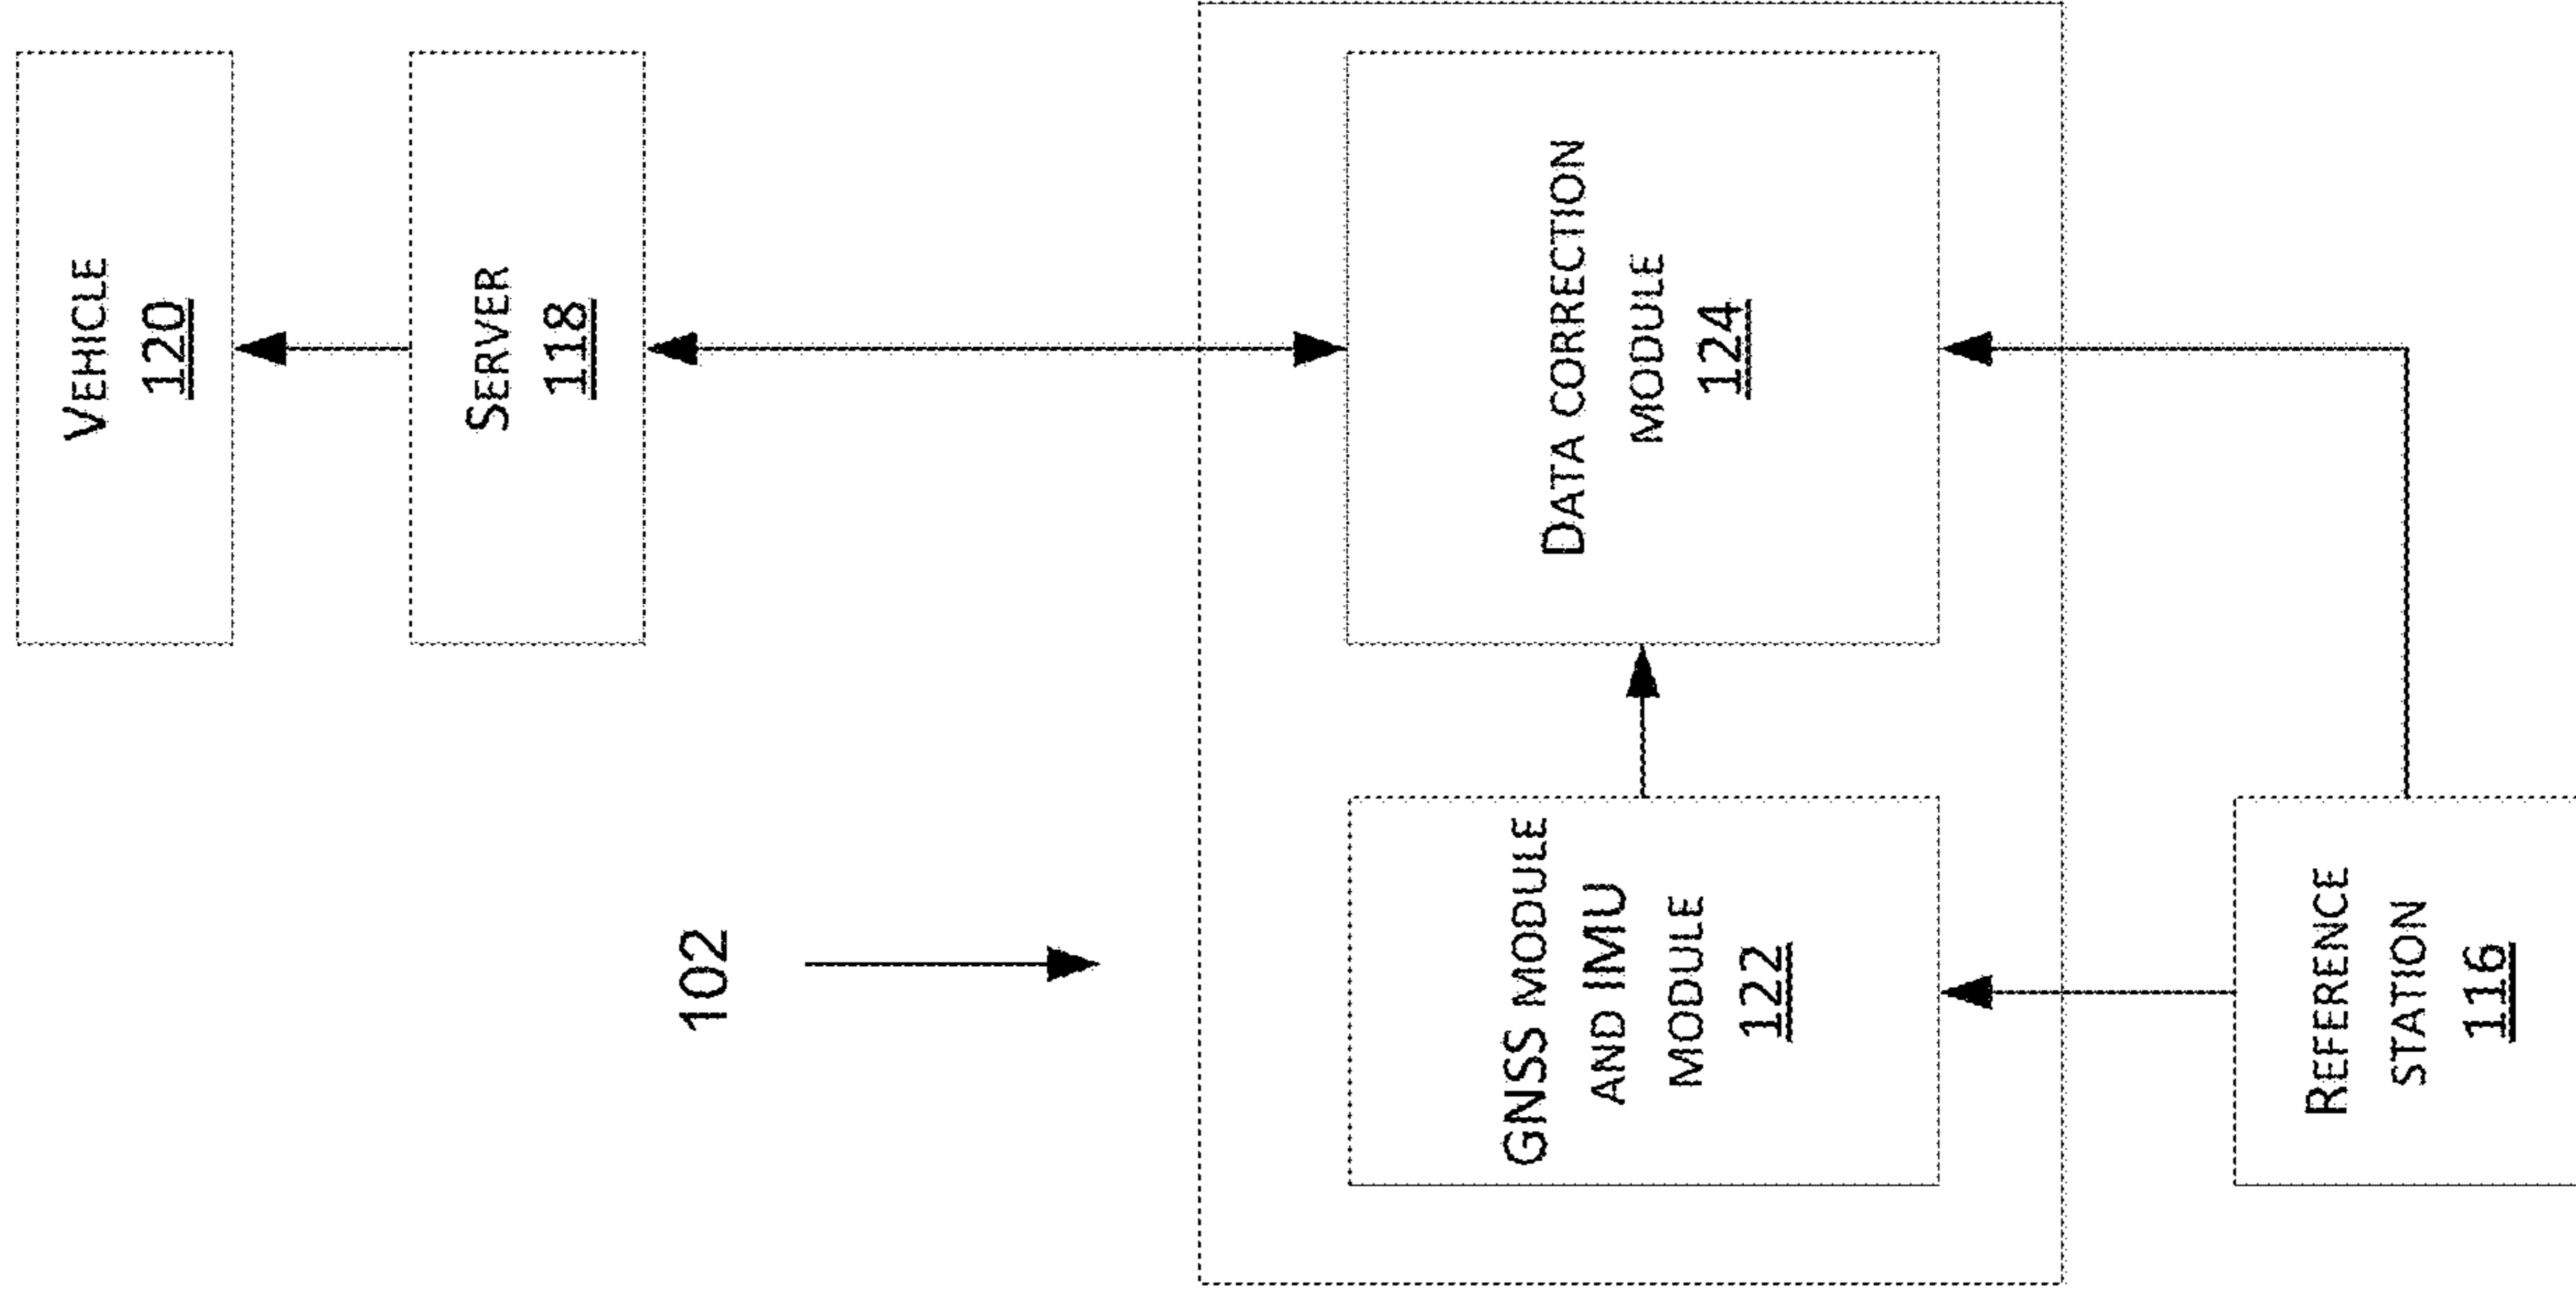 VEHICLE
120
SERVER
118
102
DATA CORRECTION
MODULE
124
GNSS MODULE
AND IMU
MODULE
122
REFERENCE
STATION
116